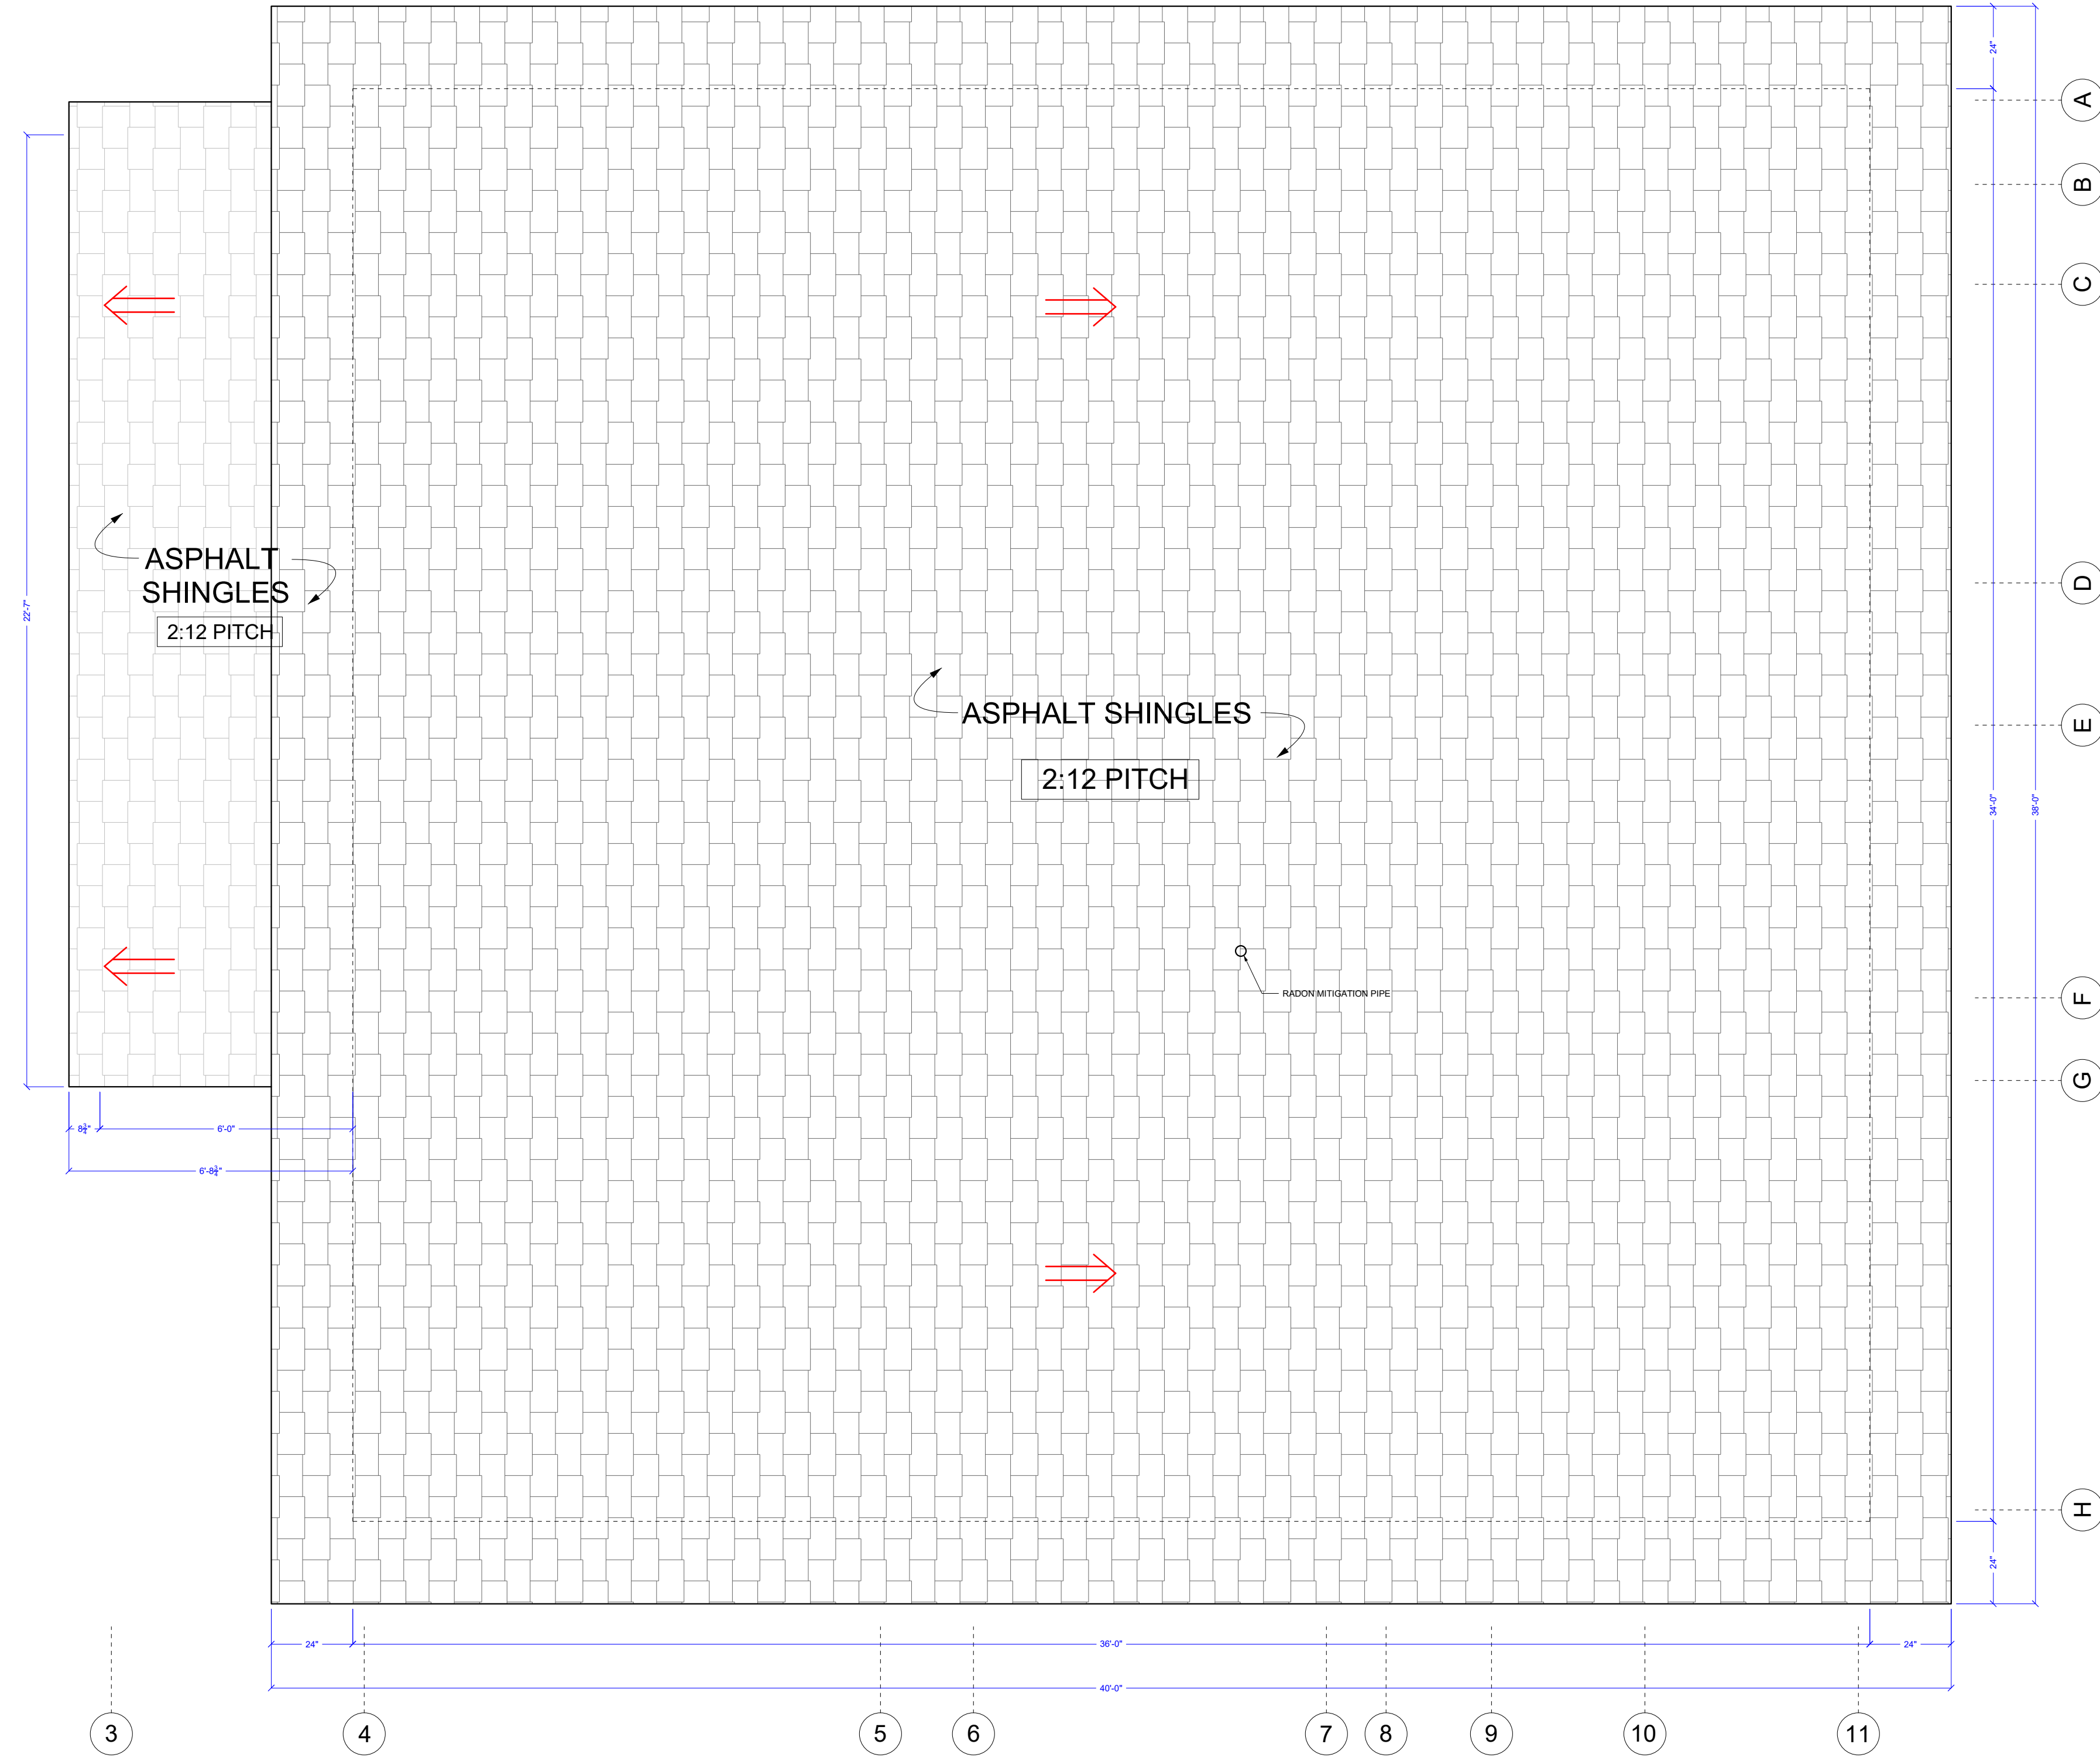 24"
A
B
C
ASPHALT
SHINGLES
2:12 PITCH
22'-7"
D
ASPHALT SHINGLES
2:12 PITCH
E
34'-0"
38'-0"
RADON MITIGATION PIPE
F
G
8¾"
6'-0"
6'-8¾"
H
24"
24"
36'-0"
24"
40'-0"
3
4
5
6
7
8
9
10
11